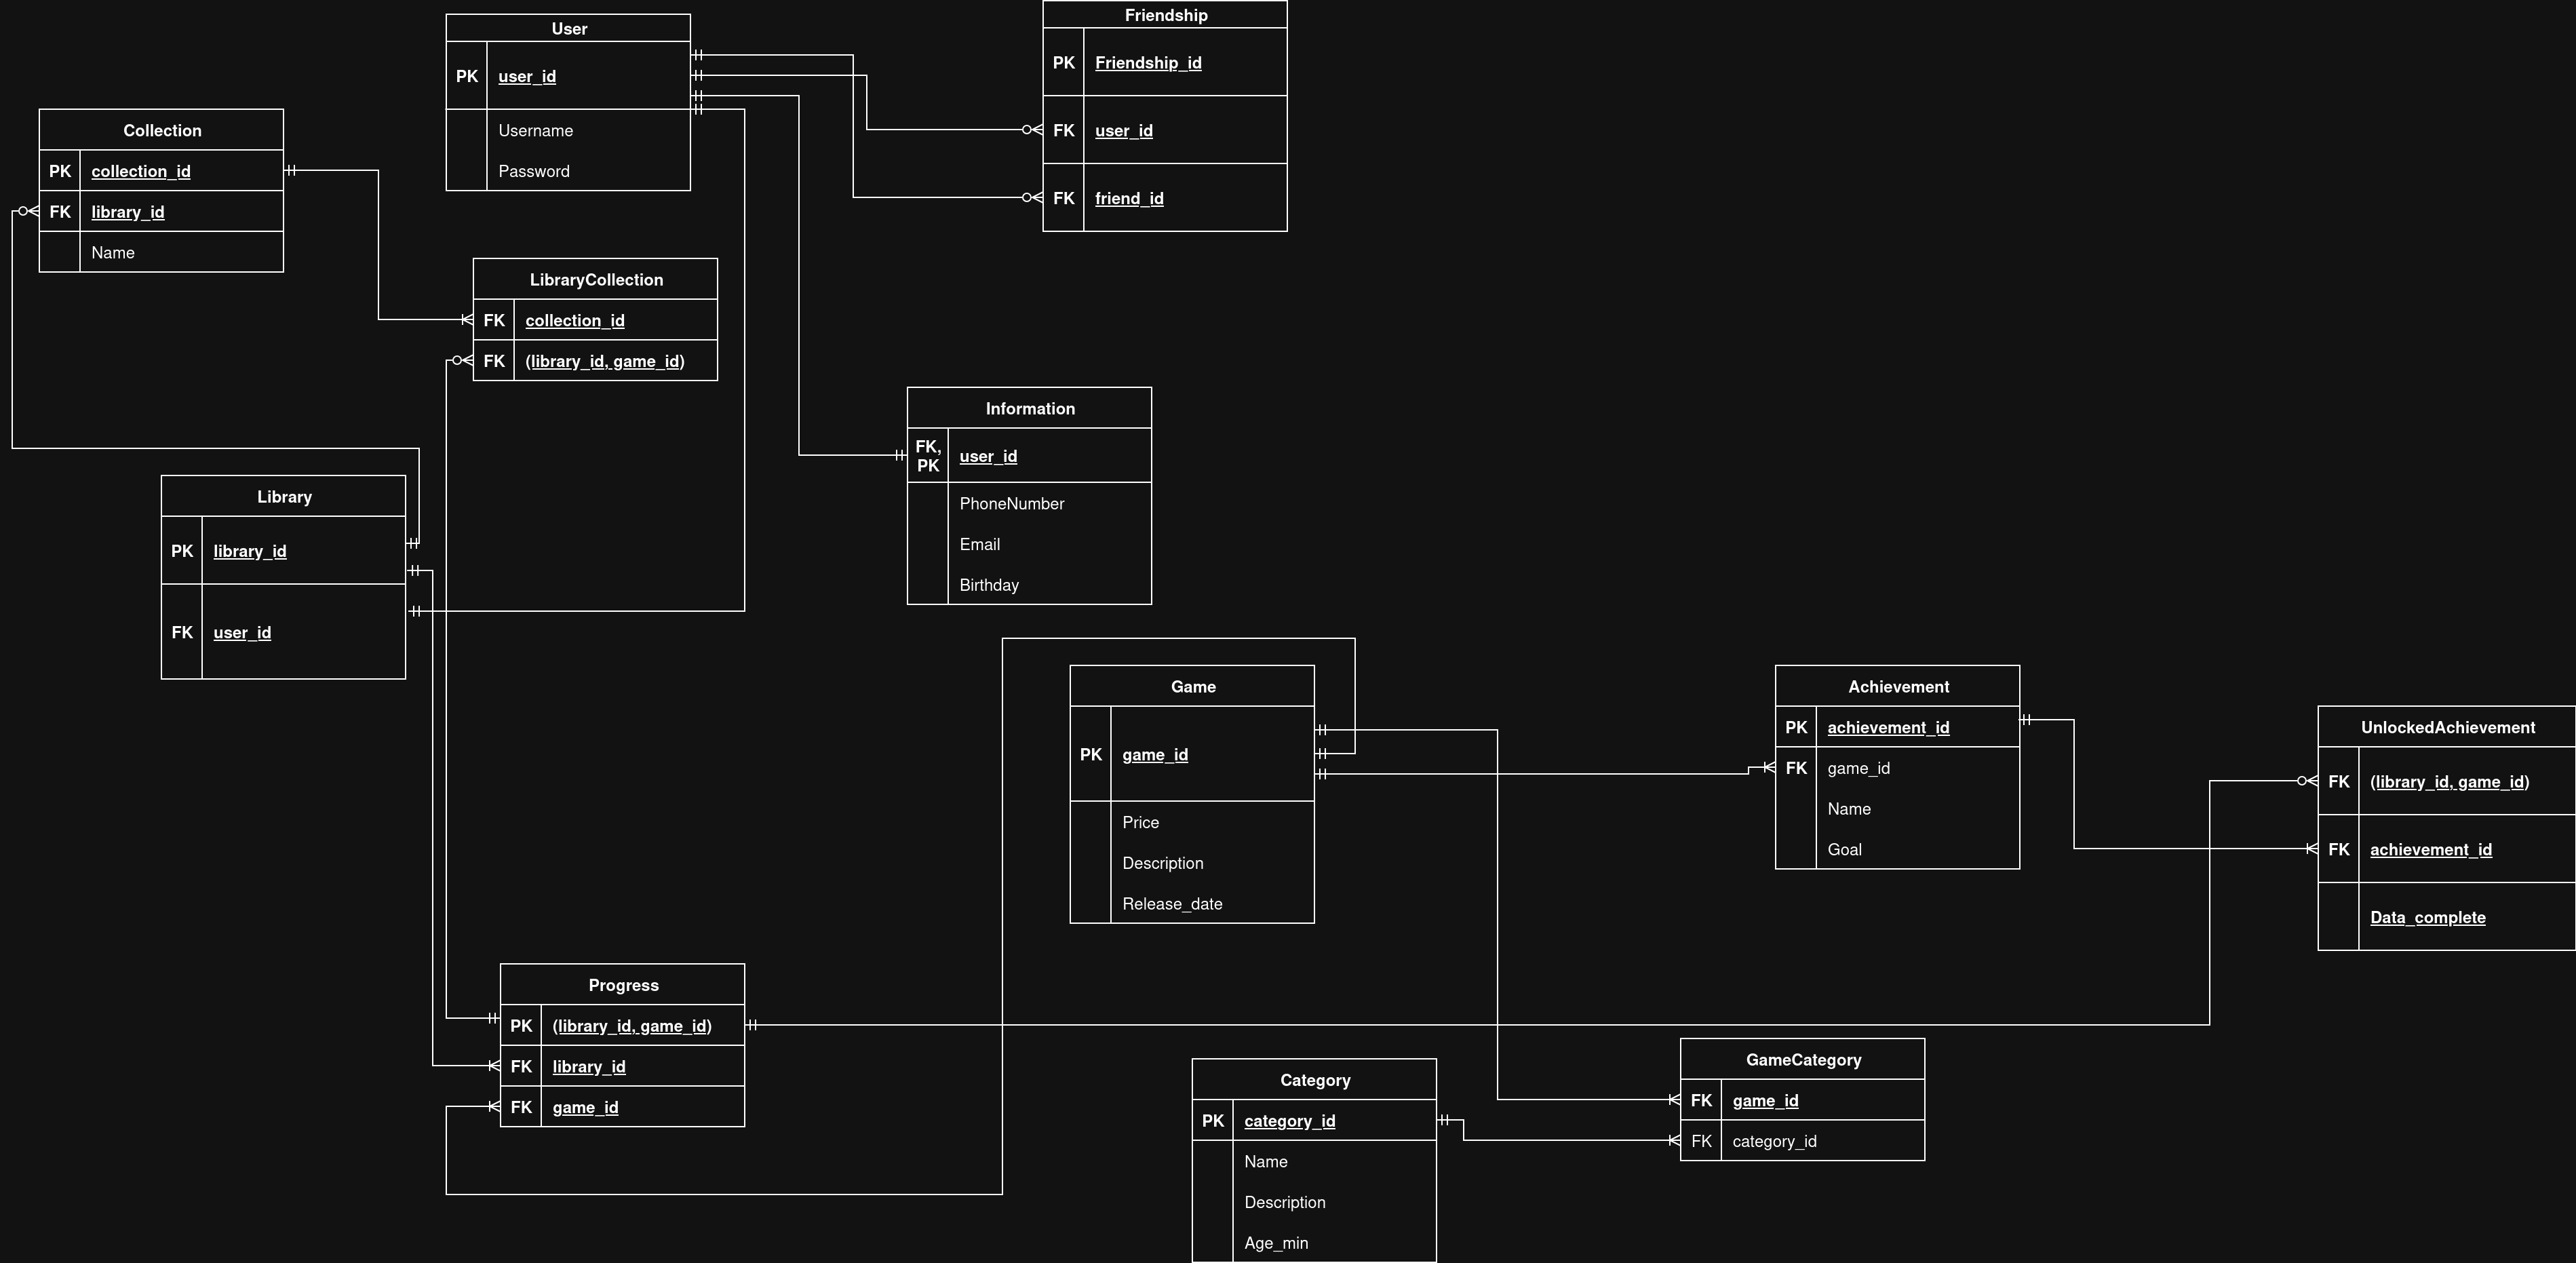 User
PK user_id
Username
Password
Friendship
PK Friendship_id
FK user_id
FK friend_id
Collection
PK collection_id
FK library_id
Name
LibraryCollection
FK collection_id
FK (library_id, game_id)
Information
FK,
PK user_id
PhoneNumber
Email
Birthday
Library
PK library_id
FK user_id
Game
PK game_id
Price
Description
Release_date
Achievement
PK achievement_id
FK game_id
Name
Goal
UnlockedAchievement
FK (library_id, game_id)
FK achievement_id
Data_complete
Progress
PK (library_id, game_id)
FK library_id
FK game_id
Category
PK category_id
Name
Description
Age_min
GameCategory
FK game_id
FK category_id